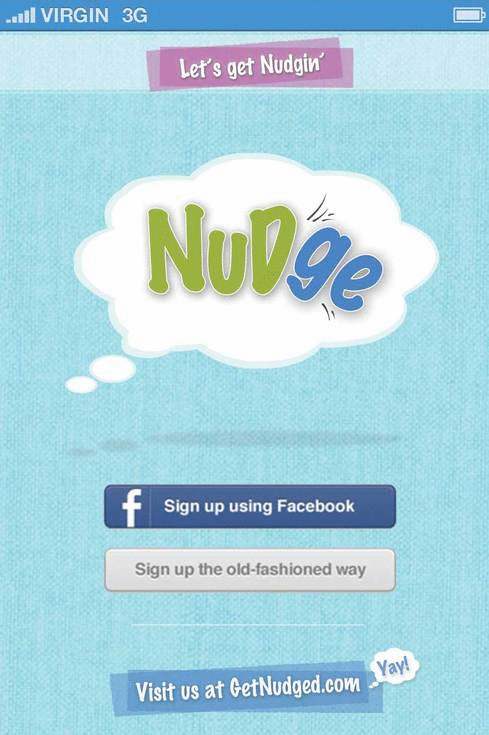 VIRGIN 3G
Let's get Nudgin'
NuDge
f Sign up using Facebook
Sign up the old-fashioned way
Yay!
Visit us at GetNudged.com